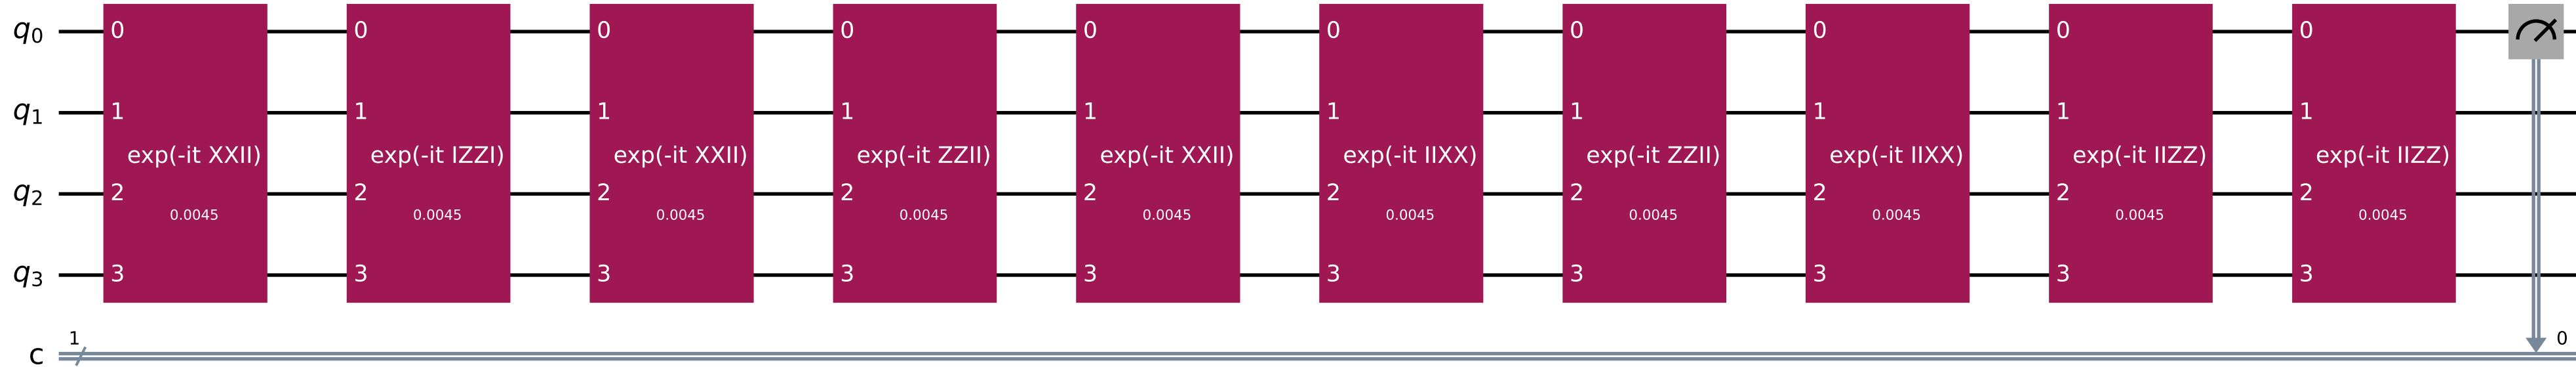 q0 0 0 0 0 0 0 0 0 0 0
q1 1 1 1 1 1 1 1 1 1 1
exp(-it XXII) exp(-it IZZI) exp(-it XXII) exp(-it ZZII) exp(-it XXII) exp(-it IIXX) exp(-it ZZII) exp(-it IIXX) exp(-it IIZZ) exp(-it IIZZ)
q2 2 2 2 2 2 2 2 2 2 2
0.0045 0.0045 0.0045 0.0045 0.0045 0.0045 0.0045 0.0045 0.0045 0.0045
q3 3 3 3 3 3 3 3 3 3 3
1 0
c